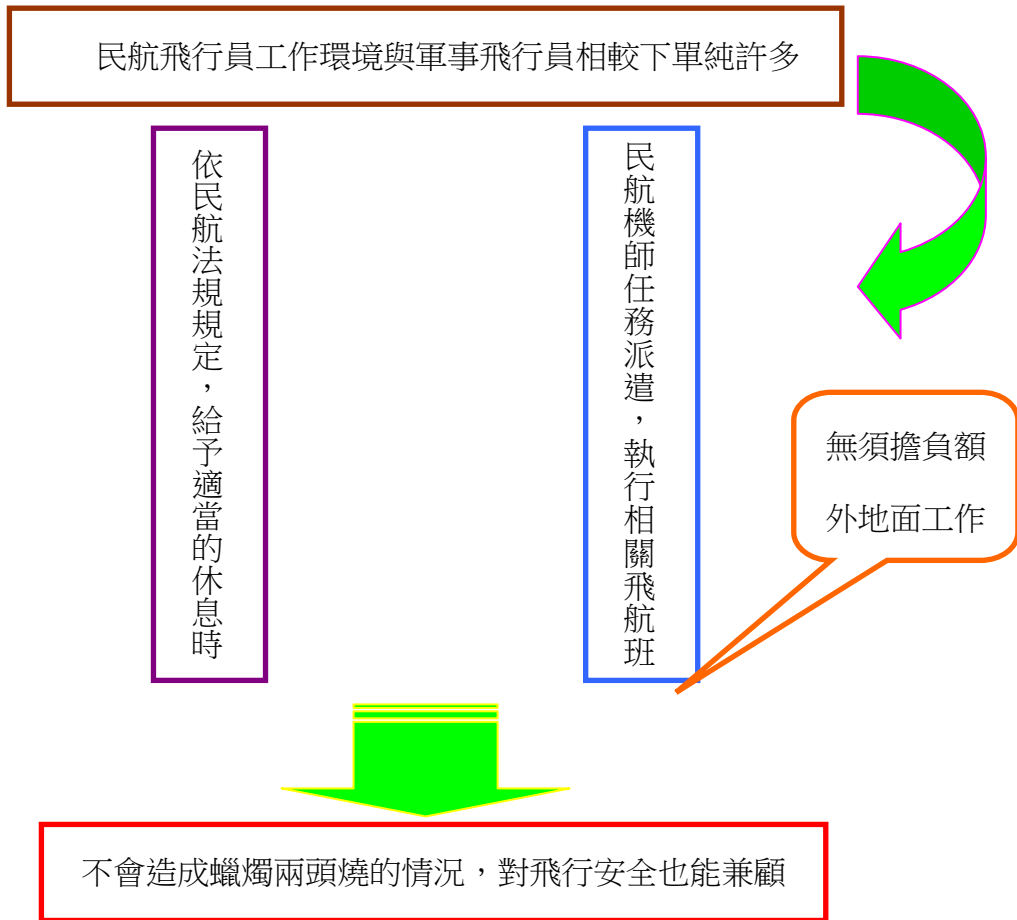 民航飛行員工作環境與軍事飛行員相較下單純許多
依民航法規規定，給予適當的休息時
民航機師任務派遣，執行相關飛航班
無須擔負額
外地面工作
不會造成蠟燭兩頭燒的情況，對飛行安全也能兼顧